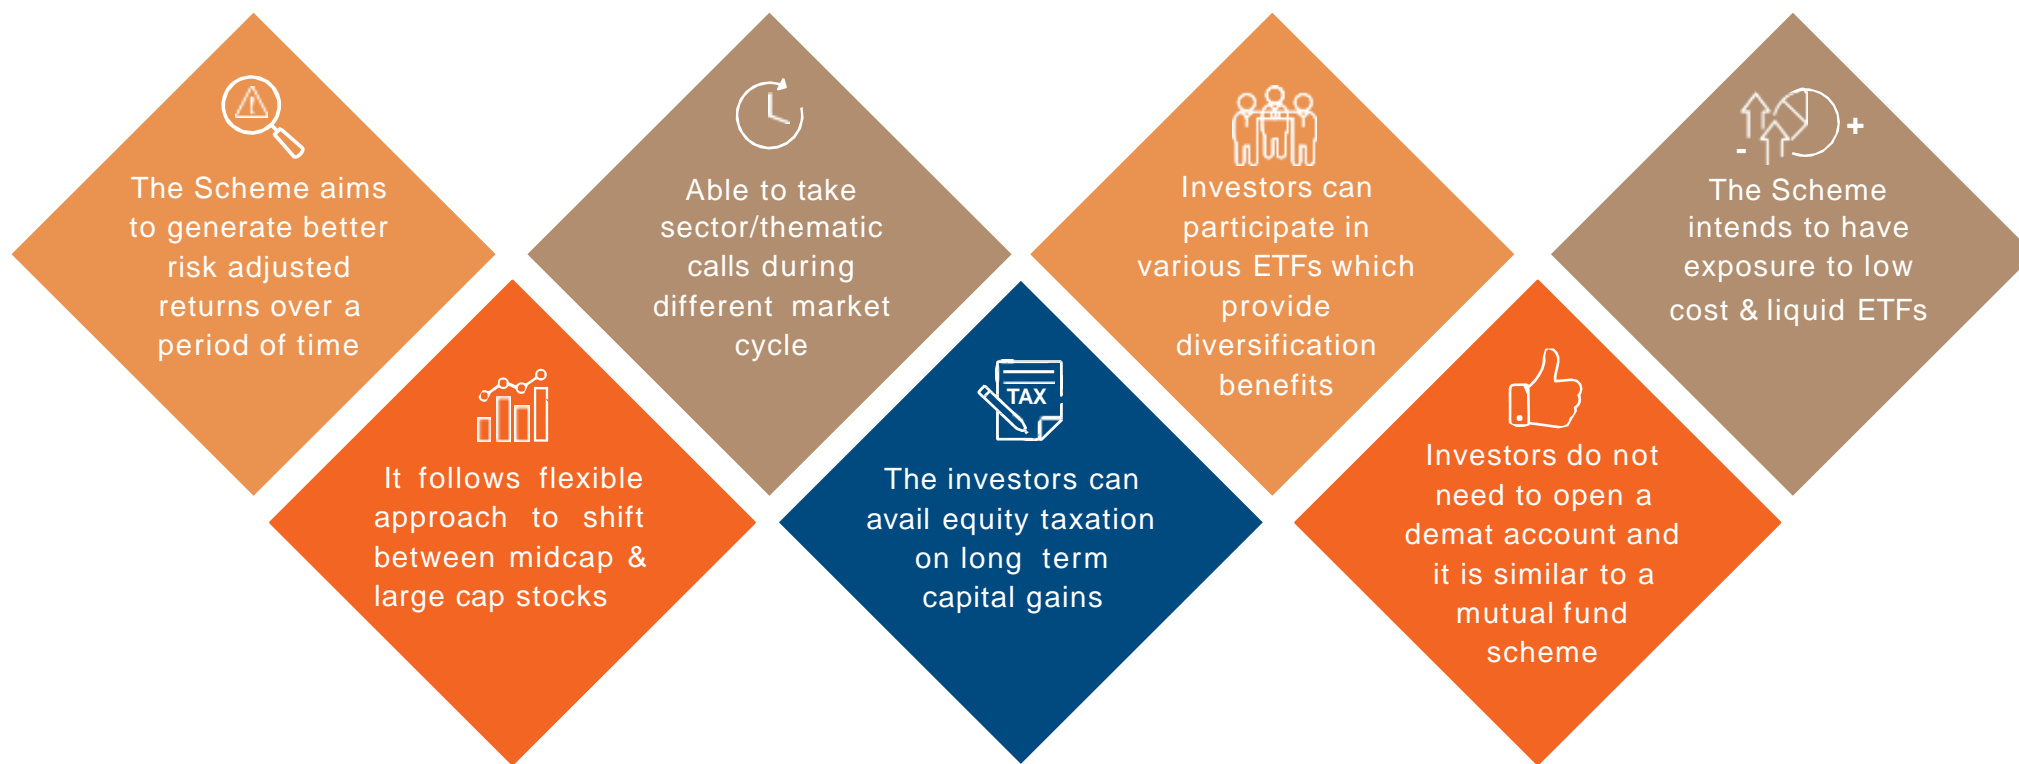 The Scheme aims
to generate better
risk adjusted
returns over a
period of time
It follows flexible
approach to shift
between midcap &
large cap stocks
Able to take
sector/thematic
calls during
different market
cycle
TAX
The investors can
avail equity taxation
on long term
capital gains
Investors can
participate in
various ETFs which
provide
diversification
benefits
Investors do not
need to open a
demat account and
it is similar to a
mutual fund
scheme
- +
The Scheme
intends to have
exposure to low
cost & liquid ETFs